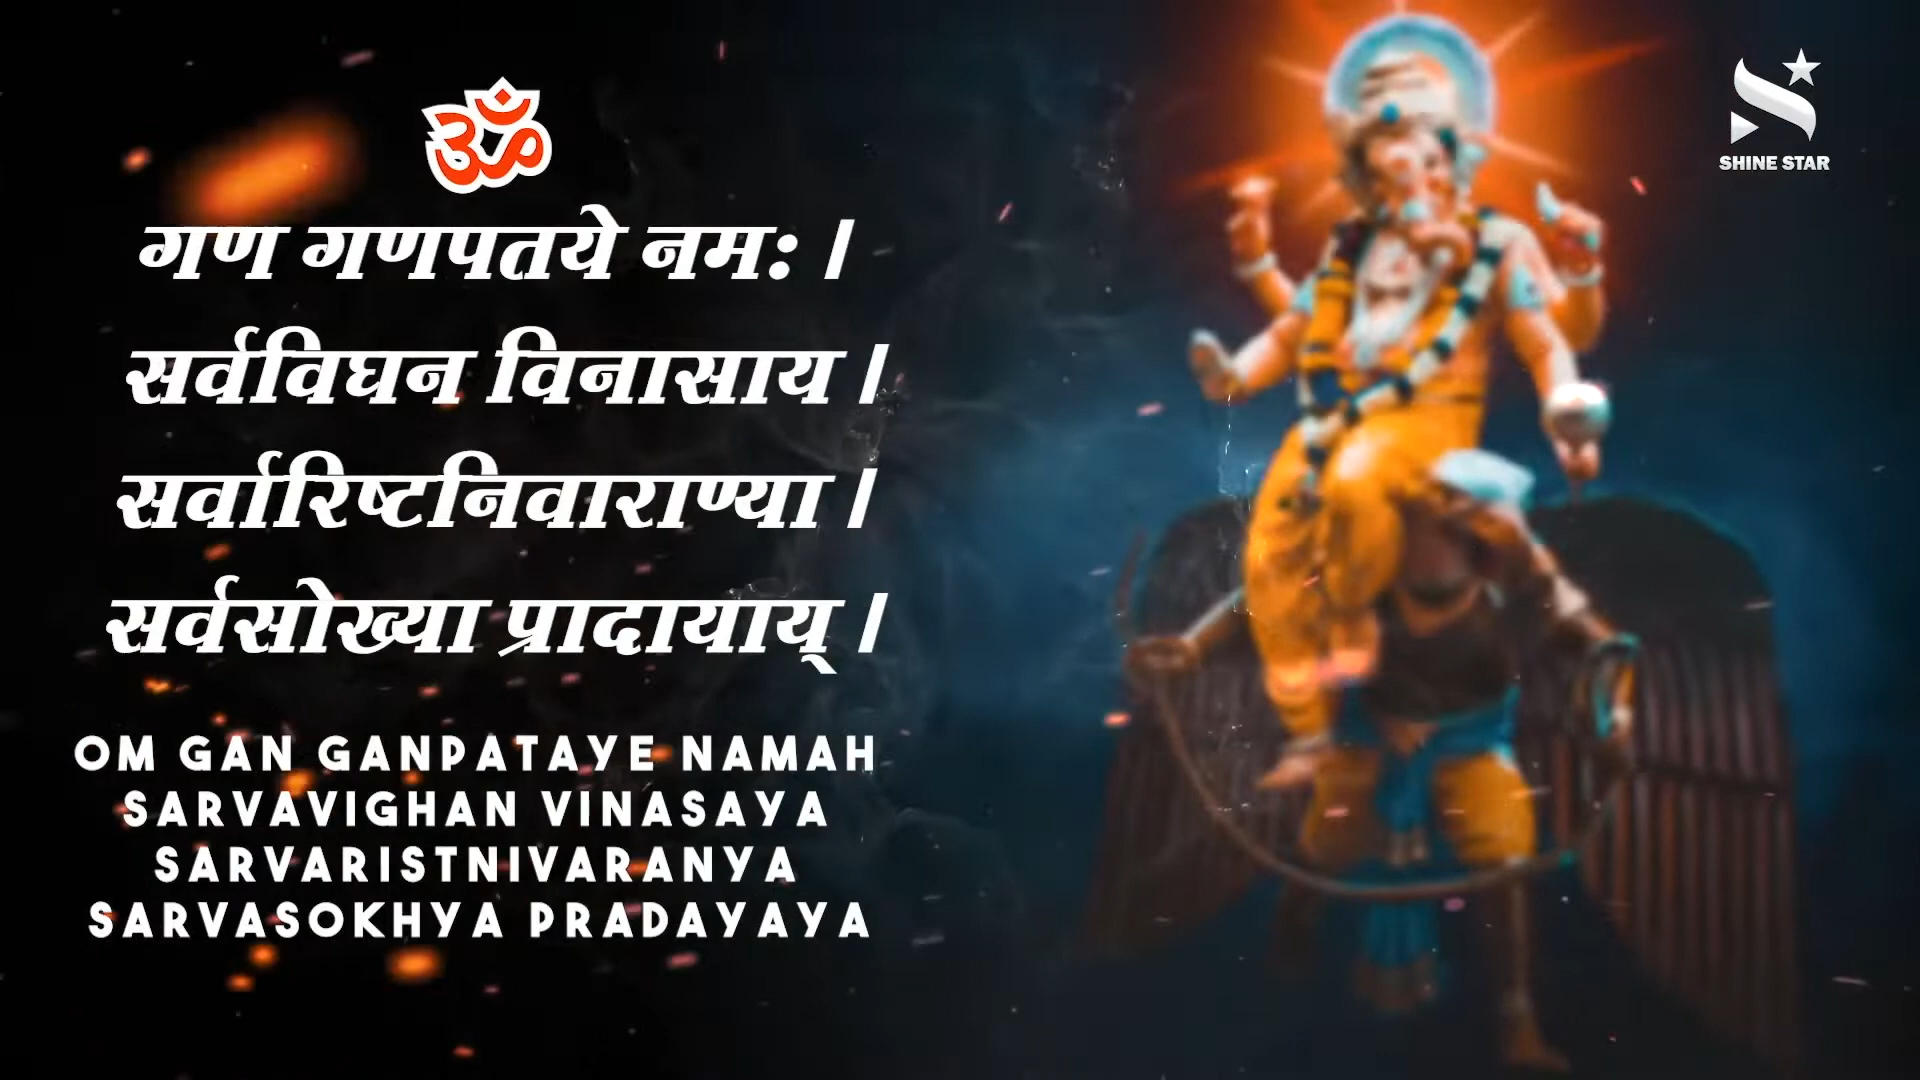 ॐ
गण गणपतये नमः ।
सर्वविघन विनासाय ।
सर्वारिष्टनिवाराण्या ।
सर्वसोख्या प्रादायाय् ।
OM GAN GANPATAYE NAMAH
SARVAVIGHAN VINASAYA
SARVARISTNIVARANYA
SARVASOKHYA PRADAYAYA
SHINE STAR